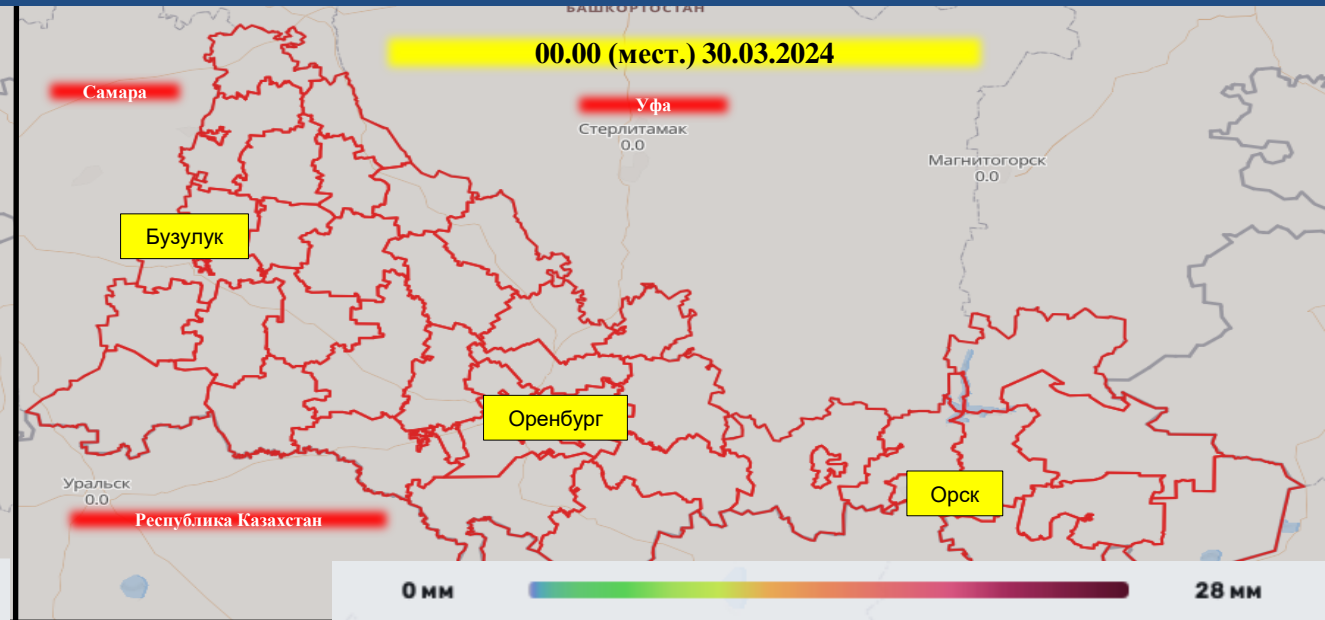 БАШКОРТОСТАН
00.00 (мест.) 30.03.2024
Самара
Уфа
Стерлитамак
0.0
Магнитогорск
0.0
Бузулук
Оренбург
Уральск
0.0
Орск
Республика Казахстан
0 мм
28 мм